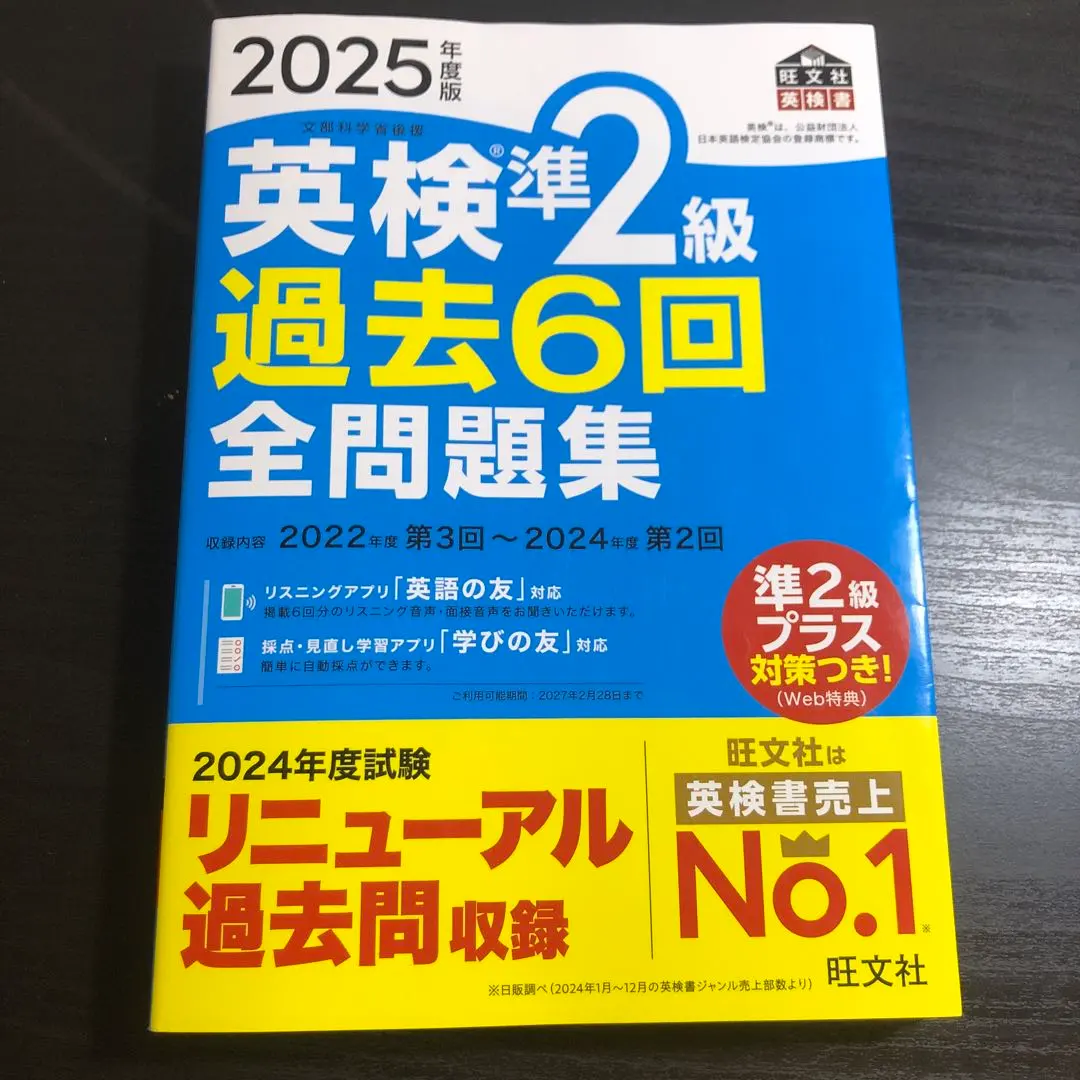 2025年度版
旺文社
英検書
英検®は、公益財団法人
日本英語検定協会の登録商標です。
文部科学省後援
英検®準2級
過去6回
全問題集
収録内容 2022年度 第3回～2024年度 第2回
リスニングアプリ「英語の友」対応
掲載6回分のリスニング音声・面接音声をお聞きいただけます。
採点・見直し学習アプリ「学びの友」対応
簡単に自動採点ができます。
ご利用可能期間：2027年2月28日まで
準2級
プラス
対策つき!
(Web特典)
2024年度試験
リニューアル
過去問収録
旺文社は
英検書売上
No.1※
※日販調べ(2024年1月～12月の英検書ジャンル売上部数より)
旺文社